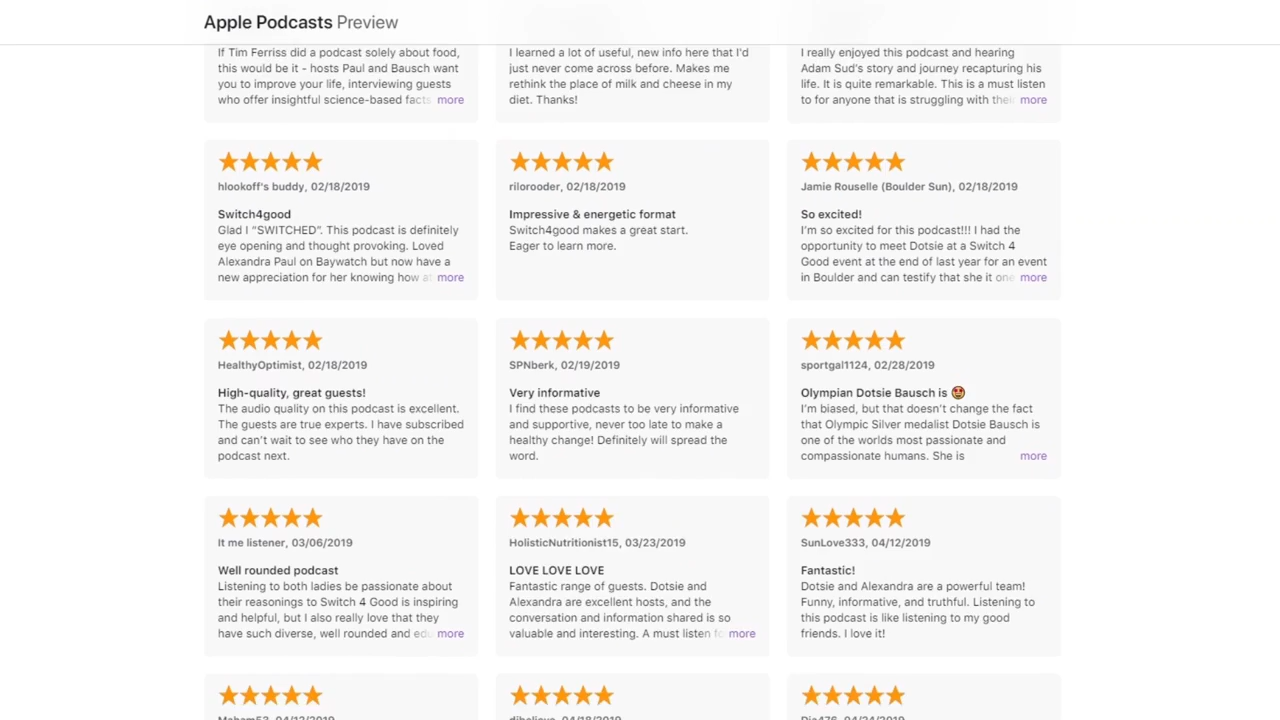 Apple Podcasts Preview
If Tim Ferriss did a podcast solely about food,
this would be it - hosts Paul and Bausch want
you to improve your life, interviewing guests
who offer insightful science-based facts. more
I learned a lot of useful, new info here that I'd
just never come across before. Makes me
rethink the place of milk and cheese in my
diet. Thanks!
I really enjoyed this podcast and hearing
Adam Sud's story and journey recapturing his
life. It is quite remarkable. This is a must listen
to for anyone that is struggling with their more
hlookoff's buddy, 02/18/2019
Switch4good
Glad I “SWITCHED”. This podcast is definitely
eye opening and thought provoking. Loved
Alexandra Paul on Baywatch but now have a
new appreciation for her knowing how at more
rilorooder, 02/18/2019
Impressive & energetic format
Switch4good makes a great start.
Eager to learn more.
Jamie Rouselle (Boulder Sun), 02/18/2019
So excited!
I’m so excited for this podcast!!! I had the
opportunity to meet Dotsie at a Switch 4
Good event at the end of last year for an event
in Boulder and can testify that she it one more
HealthyOptimist, 02/18/2019
High-quality, great guests!
The audio quality on this podcast is excellent.
The guests are true experts. I have subscribed
and can’t wait to see who they have on the
podcast next.
SPNberk, 02/19/2019
Very informative
I find these podcasts to be very informative
and supportive, never too late to make a
healthy change! Definitely will spread the
word.
sportgal1124, 02/28/2019
Olympian Dotsie Bausch is 🤩
I’m biased, but that doesn’t change the fact
that Olympic Silver medalist Dotsie Bausch is
one of the worlds most passionate and
compassionate humans. She is more
It me listener, 03/06/2019
Well rounded podcast
Listening to both ladies be passionate about
their reasonings to Switch 4 Good is inspiring
and helpful, but I also really love that they
have such diverse, well rounded and edu more
HolisticNutritionist15, 03/23/2019
LOVE LOVE LOVE
Fantastic range of guests. Dotsie and
Alexandra are excellent hosts, and the
conversation and information shared is so
valuable and interesting. A must listen fo more
SunLove333, 04/12/2019
Fantastic!
Dotsie and Alexandra are a powerful team!
Funny, informative, and truthful. Listening to
this podcast is like listening to my good
friends. I love it!